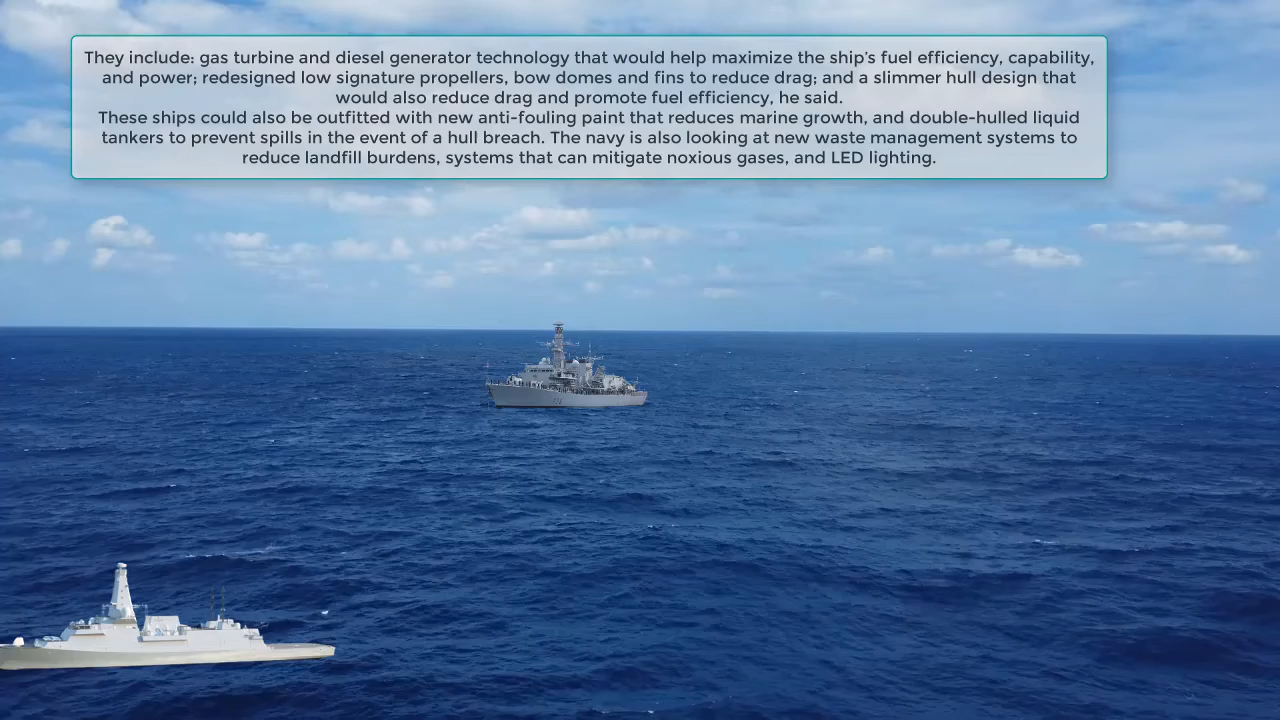 They include: gas turbine and diesel generator technology that would help maximize the ship's fuel efficiency, capability,
and power; redesigned low signature propellers, bow domes and fins to reduce drag; and a slimmer hull design that
would also reduce drag and promote fuel efficiency, he said.
These ships could also be outfitted with new anti-fouling paint that reduces marine growth, and double-hulled liquid
tankers to prevent spills in the event of a hull breach. The navy is also looking at new waste management systems to
reduce landfill burdens, systems that can mitigate noxious gases, and LED lighting.